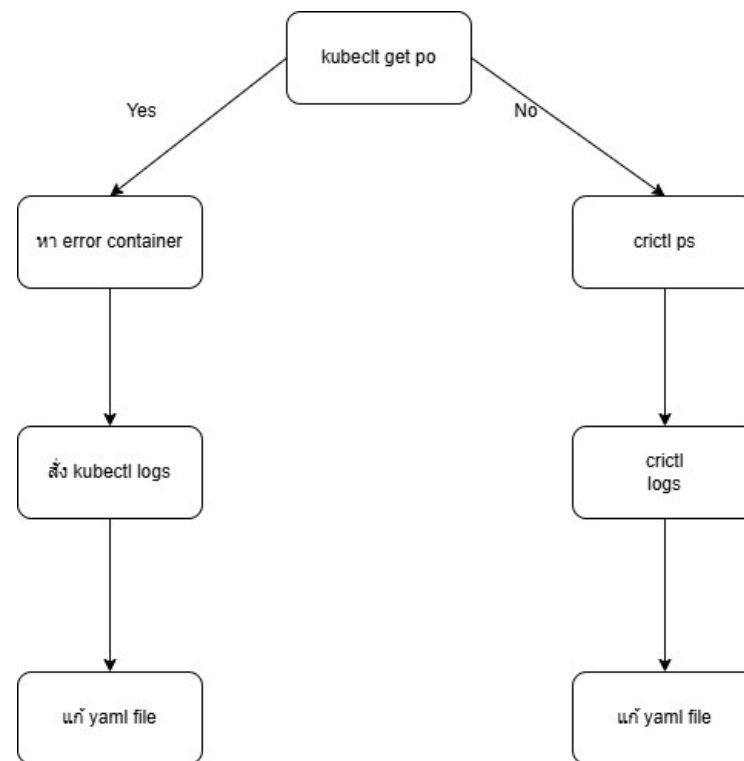 kubeclt get po
Yes
No
หา error container
crictl ps
สั่ง kubectl logs
crictl
logs
แก้ yaml file
แก้ yaml file